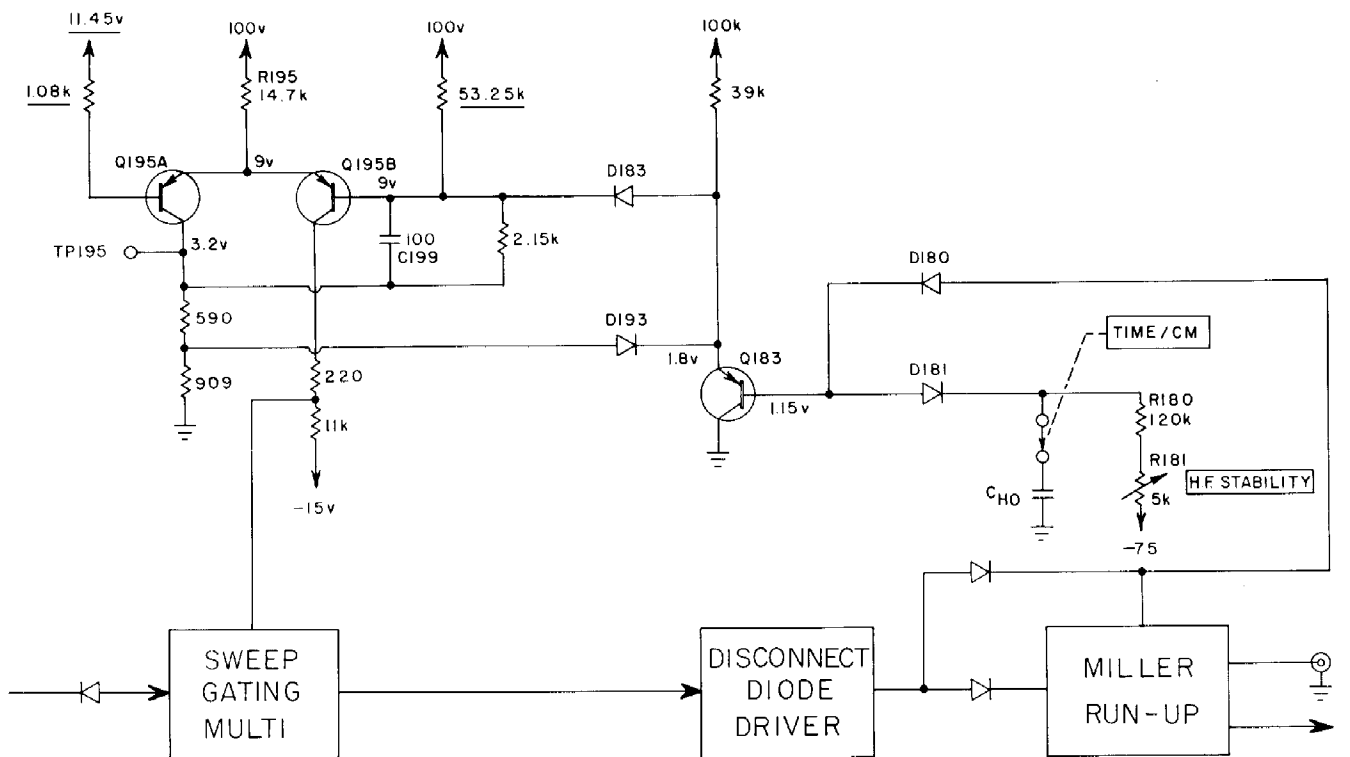 11.45v
100v
100v
100k
1.08k
R195
14.7k
53.25k
39k
Q195A
9v
Q195B
9v
D183
TP195
3.2v
100
C199
2.15k
D180
590
D193
TIME/CM
1.8v
Q183
D181
909
220
1.15v
R180
120k
11k
R181
5k
H.F. STABILITY
CHO
-15v
-75
SWEEP
GATING
MULTI
DISCONNECT
DIODE
DRIVER
MILLER
RUN-UP